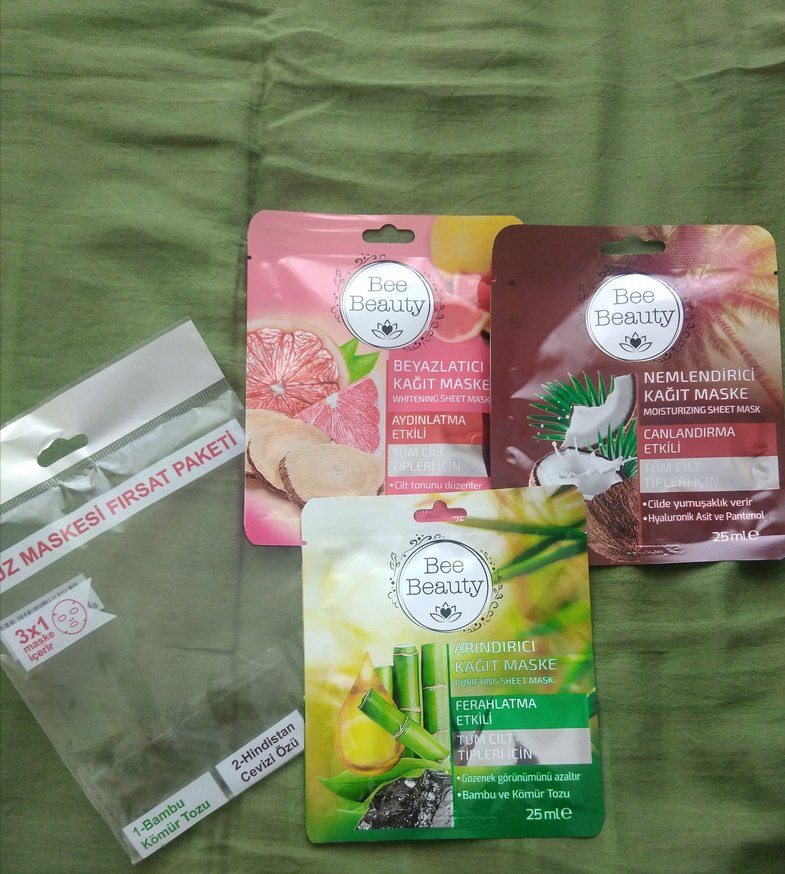 Bee
Beauty
BEYAZLATICI
KAĞIT MASKE
WHITENING SHEET MASK
AYDINLATMA
ETKİLİ
TÜM CİLT
TİPLERİ İÇİN
•Cilt tonunu düzenler
Bee
Beauty
NEMLENDİRİCİ
KAĞIT MASKE
MOISTURIZING SHEET MASK
CANLANDIRMA
ETKİLİ
TÜM CİLT
TİPLERİ İÇİN
•Cilde yumuşaklık verir
•Hyaluronik Asit ve Pantenol
25 ml e
Bee
Beauty
ARINDIRICI
KAĞIT MASKE
PURIFYING SHEET MASK
FERAHLATMA
ETKİLİ
TÜM CİLT
TİPLERİ İÇİN
•Gözenek görünümünü azaltır
•Bambu ve Kömür Tozu
25 ml e
MASKESİ FIRSAT PAKETİ
3x1
maske
içerir
1-Bambu
Kömür Tozu
2-Hindistan
Cevizi Özü